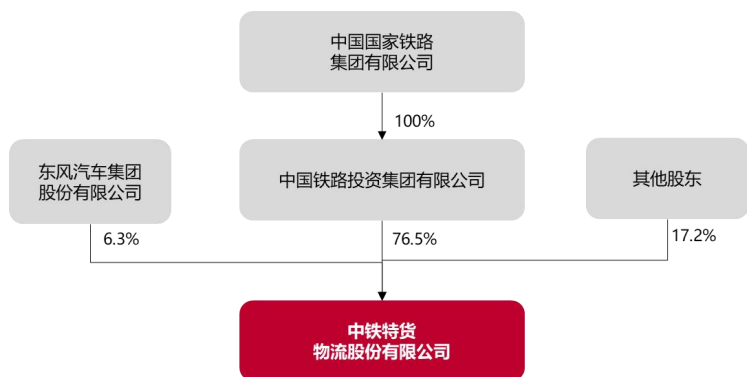 中国国家铁路
集团有限公司
100%
东风汽车集团
股份有限公司
中国铁路投资集团有限公司
其他股东
6.3%
76.5%
17.2%
中铁特货
物流股份有限公司